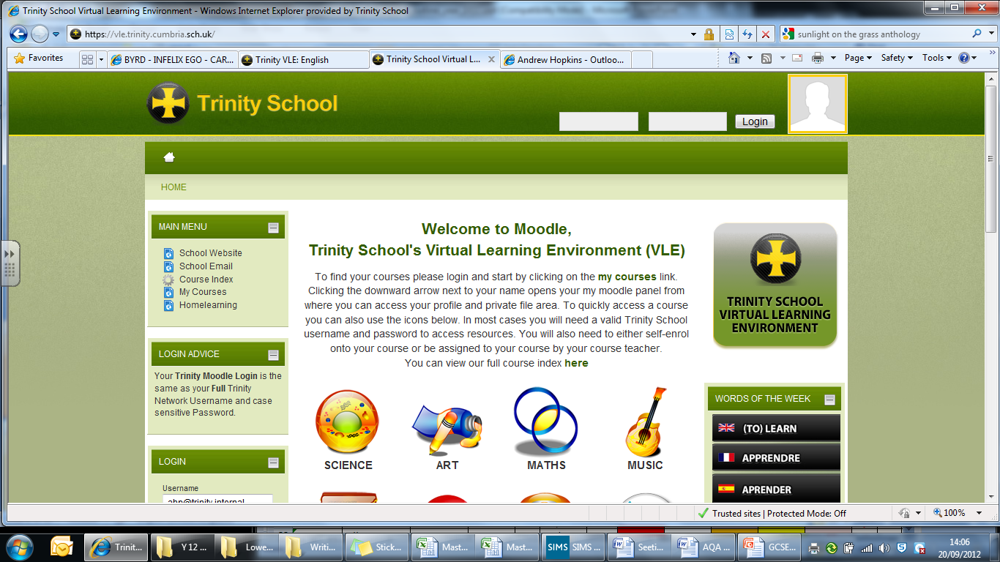 Trinity School Virtual Learning Environment - Windows Internet Explorer provided by Trinity School
https://vle.trinity.cumbria.sch.uk/
sunlight on the grass anthology
Favorites
BYRD - INFELIX EGO - CAR...
Trinity VLE: English
Trinity School Virtual L...
Andrew Hopkins - Outloo...
Page
Safety
Tools
Trinity School
Login
HOME
MAIN MENU
School Website
School Email
Course Index
My Courses
Homelearning
LOGIN ADVICE
Your Trinity Moodle Login is the
same as your Full Trinity
Network Username and case
sensitive Password.
LOGIN
Username
ahp@trinity.internal
Welcome to Moodle,
Trinity School's Virtual Learning Environment (VLE)
To find your courses please login and start by clicking on the my courses link.
Clicking the downward arrow next to your name opens your my moodle panel from
where you can access your profile and private file area. To quickly access a course
you can also use the icons below. In most cases you will need a valid Trinity School
username and password to access resources. You will also need to either self-enrol
onto your course or be assigned to your course by your course teacher.
You can view our full course index here
SCIENCE
ART
MATHS
MUSIC
TRINITY SCHOOL
VIRTUAL LEARNING
ENVIRONMENT
WORDS OF THE WEEK
(TO) LEARN
APPRENDRE
APRENDER
Trusted sites | Protected Mode: Off
100%
Trinit...
Y 12 ...
Lowe...
Writi...
Stick...
Mast...
Mast...
SIMS SIMS ...
Seeti...
AQA ...
GCSE...
14:06
20/09/2012